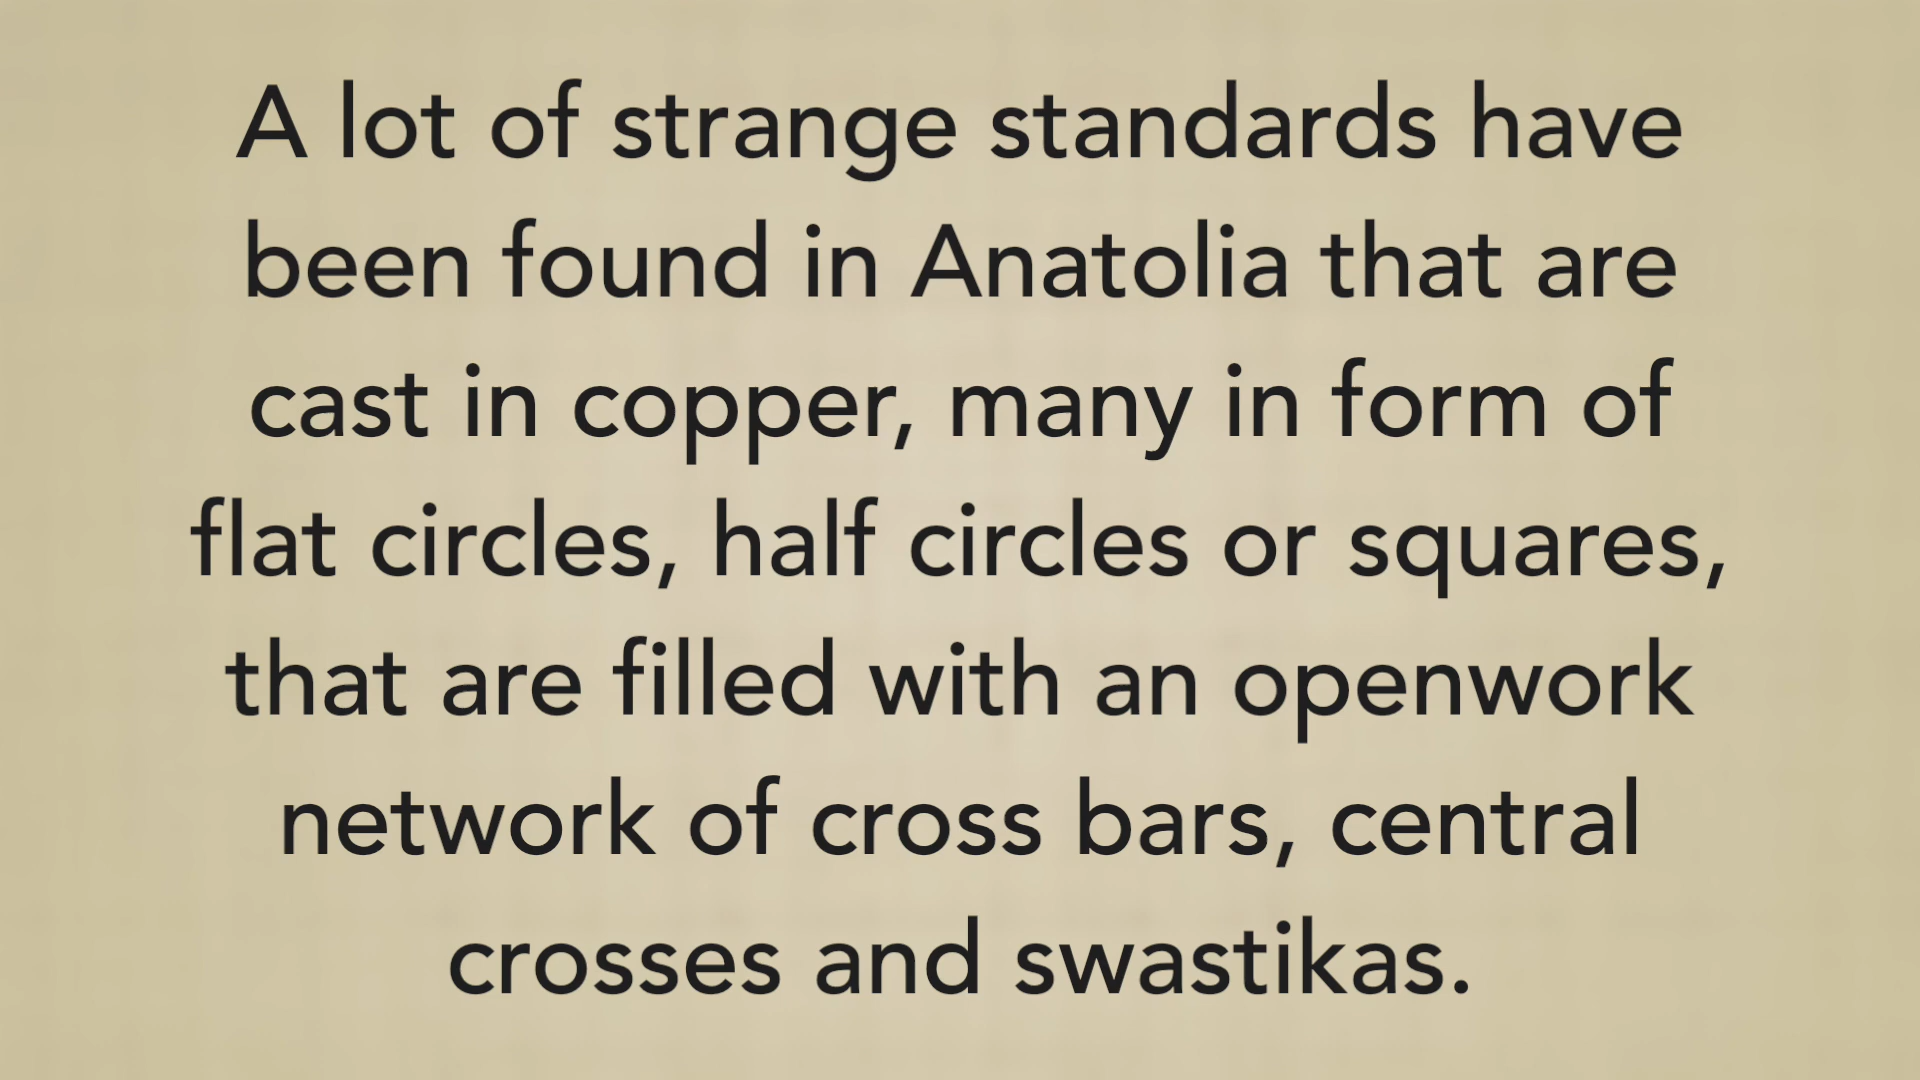 A lot of strange standards have
been found in Anatolia that are
cast in copper, many in form of
flat circles, half circles or squares,
that are filled with an openwork
network of cross bars, central
crosses and swastikas.